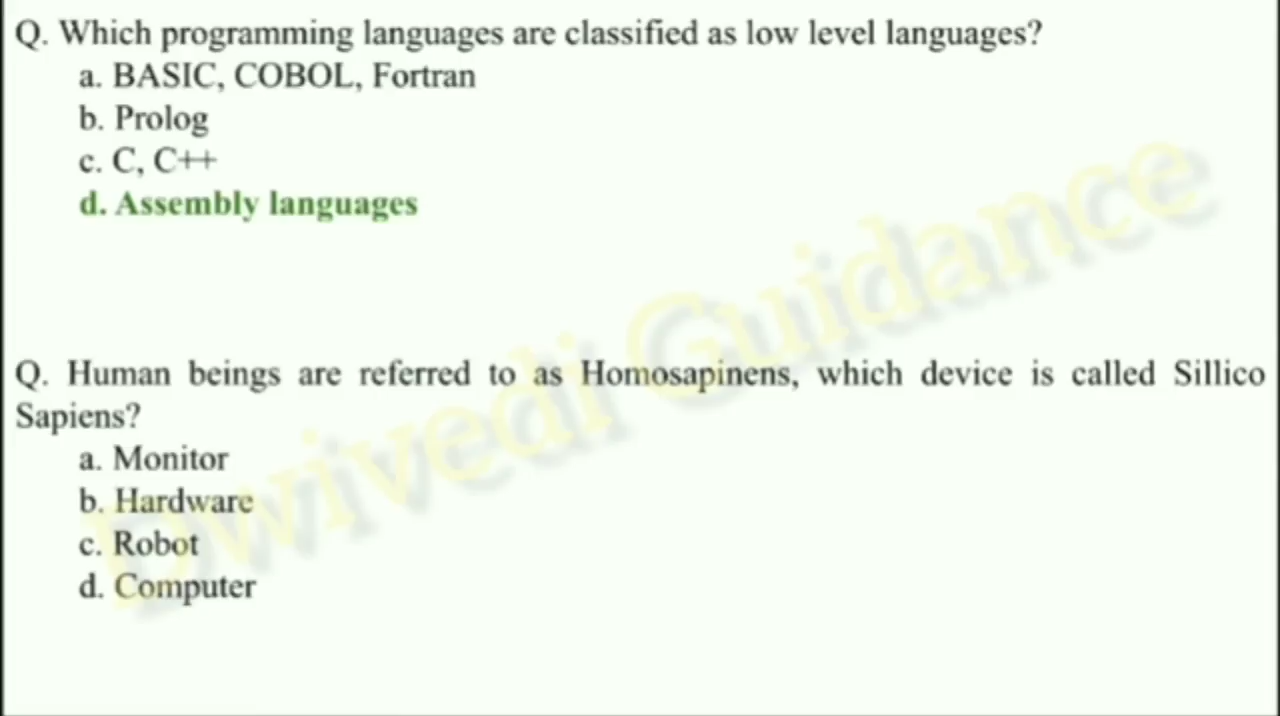 Q. Which programming languages are classified as low level languages?
a. BASIC, COBOL, Fortran
b. Prolog
c. C, C++
d. Assembly languages
Q. Human beings are referred to as Homosapinens, which device is called Sillico
Sapiens?
a. Monitor
b. Hardware
c. Robot
d. Computer
Dwivedi Guidance